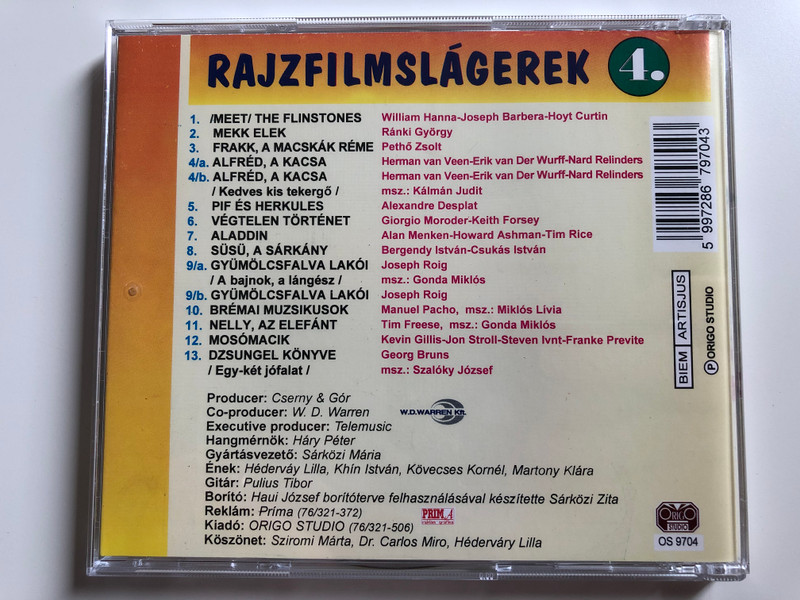 RAJZFILMSLÁGEREK 4.
1. /MEET/ THE FLINSTONES William Hanna-Joseph Barbera-Hoyt Curtin
2. MEKK ELEK Ránki György
3. FRAKK, A MACSKÁK RÉME Pethő Zsolt
4/a. ALFRÉD, A KACSA Herman van Veen-Erik van Der Wurff-Nard Relinders
4/b. ALFRÉD, A KACSA Herman van Veen-Erik van Der Wurff-Nard Relinders
/ Kedves kis tekergő / msz.: Kálmán Judit
5. PIF ÉS HERKULES Alexandre Desplat
6. VÉGTELEN TÖRTÉNET Giorgio Moroder-Keith Forsey
7. ALADDIN Alan Menken-Howard Ashman-Tim Rice
8. SÜSÜ, A SÁRKÁNY Bergendy István-Csukás István
9/a. GYÜMÖLCSFALVA LAKÓI Joseph Roig
/ A bajnok, a lángész / msz.: Gonda Miklós
9/b. GYÜMÖLCSFALVA LAKÓI Joseph Roig
10. BRÉMAI MUZSIKUSOK Manuel Pacho, msz.: Miklós Lívia
11. NELLY, AZ ELEFÁNT Tim Freese, msz.: Gonda Miklós
12. MOSÓMACIK Kevin Gillis-Jon Stroll-Steven Ivnt-Franke Previte
13. DZSUNGEL KÖNYVE Georg Bruns
/ Egy-két jófalat / msz.: Szalóky József
Producer: Cserny & Gór
Co-producer: W. D. Warren
W.D.WARREN Kft.
Executive producer: Telemusic
Hangmérnök: Háry Péter
Gyártásvezető: Sárközi Mária
Ének: Héderváy Lilla, Khín István, Kövecses Kornél, Martony Klára
Gitár: Pulius Tibor
Borító: Haui József borítóterve felhasználásával készítette Sárközi Zita
Reklám: Príma (76/321-372)
PRIMA
Kiadó: ORIGO STUDIO (76/321-506)
Köszönet: Sziromi Márta, Dr. Carlos Miro, Héderváry Lilla
5 997286 797043
BIEM ARTISJUS
Ⓟ ORIGO STUDIO
ORIGO
STUDIO
OS 9704